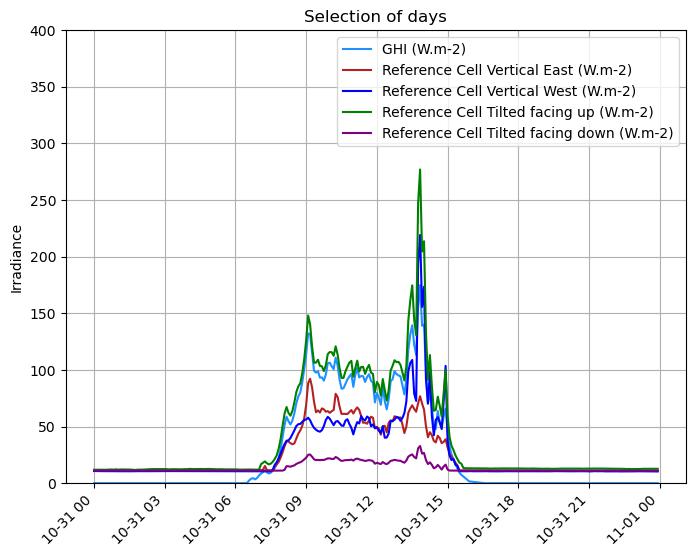 Selection of days
GHI (W.m-2)
Reference Cell Vertical East (W.m-2)
Reference Cell Vertical West (W.m-2)
Reference Cell Tilted facing up (W.m-2)
Reference Cell Tilted facing down (W.m-2)
Irradiance
400
350
300
250
200
150
100
50
0
10-31 00
10-31 03
10-31 06
10-31 09
10-31 12
10-31 15
10-31 18
10-31 21
11-01 00